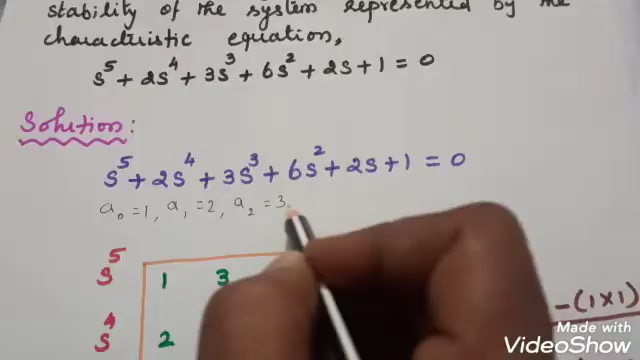 stability of the system represented by the
characteristic equation,
s⁵ + 2s⁴ + 3s³ + 6s² + 2s + 1 = 0
Solution:
s⁵ + 2s⁴ + 3s³ + 6s² + 2s + 1 = 0
a₀ = 1, a₁ = 2, a₂ = 3
s⁵ 1 3
s⁴ 2
-(1×1)
Made with
VideoShow